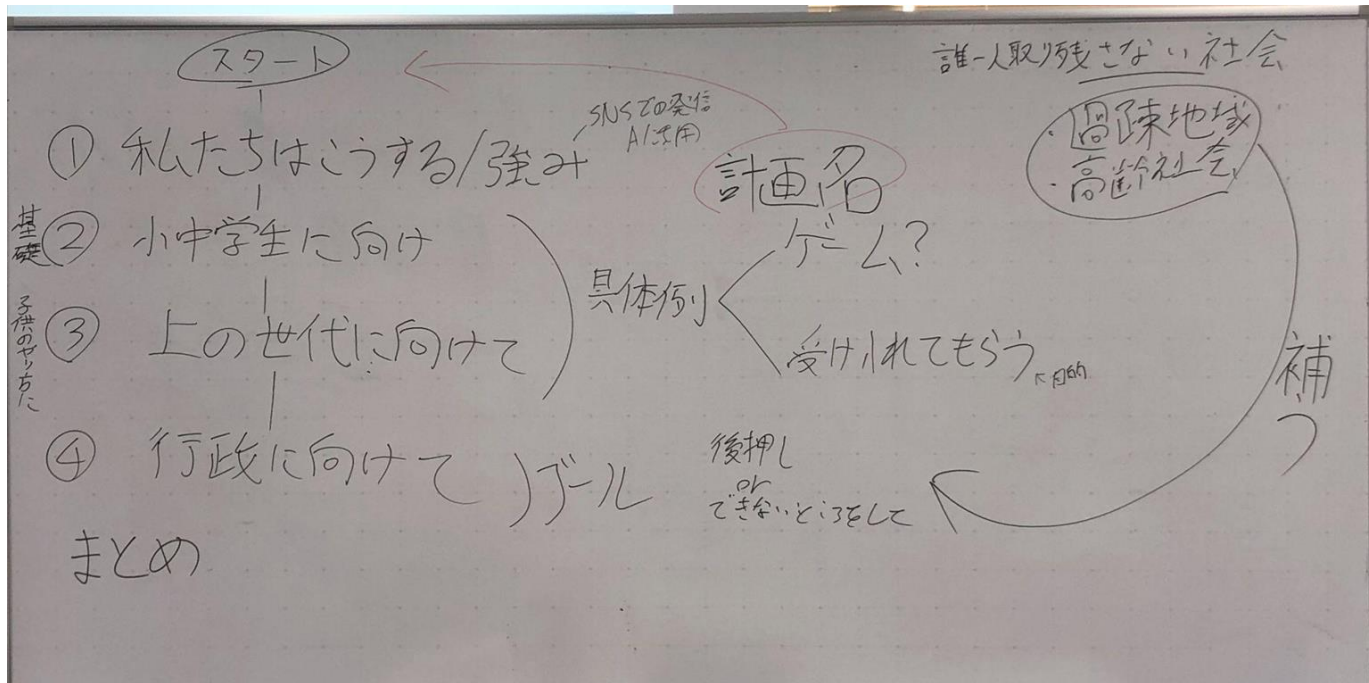 スタート
誰一人取り残さない社会
・過疎地域
・高齢社会
補う
① 私たちはこうする/強み
SNSでの発信
AI活用
計画名
基礎
② 小中学生に向け
ゲーム?
具体例
子供のやり方に
③ 上の世代に向けて
受け入れてもらう
←目的
④ 行政に向けて
ゴール
後押し
or
できないところをして
まとめ